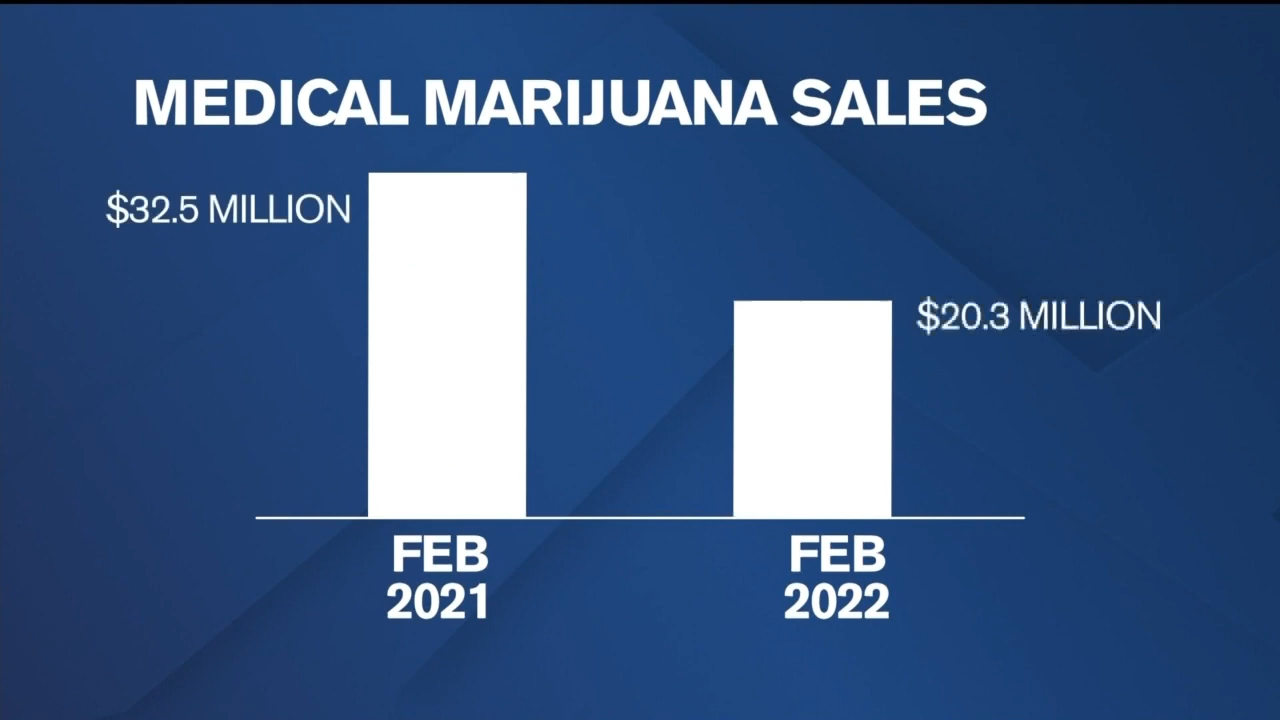 MEDICAL MARIJUANA SALES
$32.5 MILLION
$20.3 MILLION
FEB
2021
FEB
2022